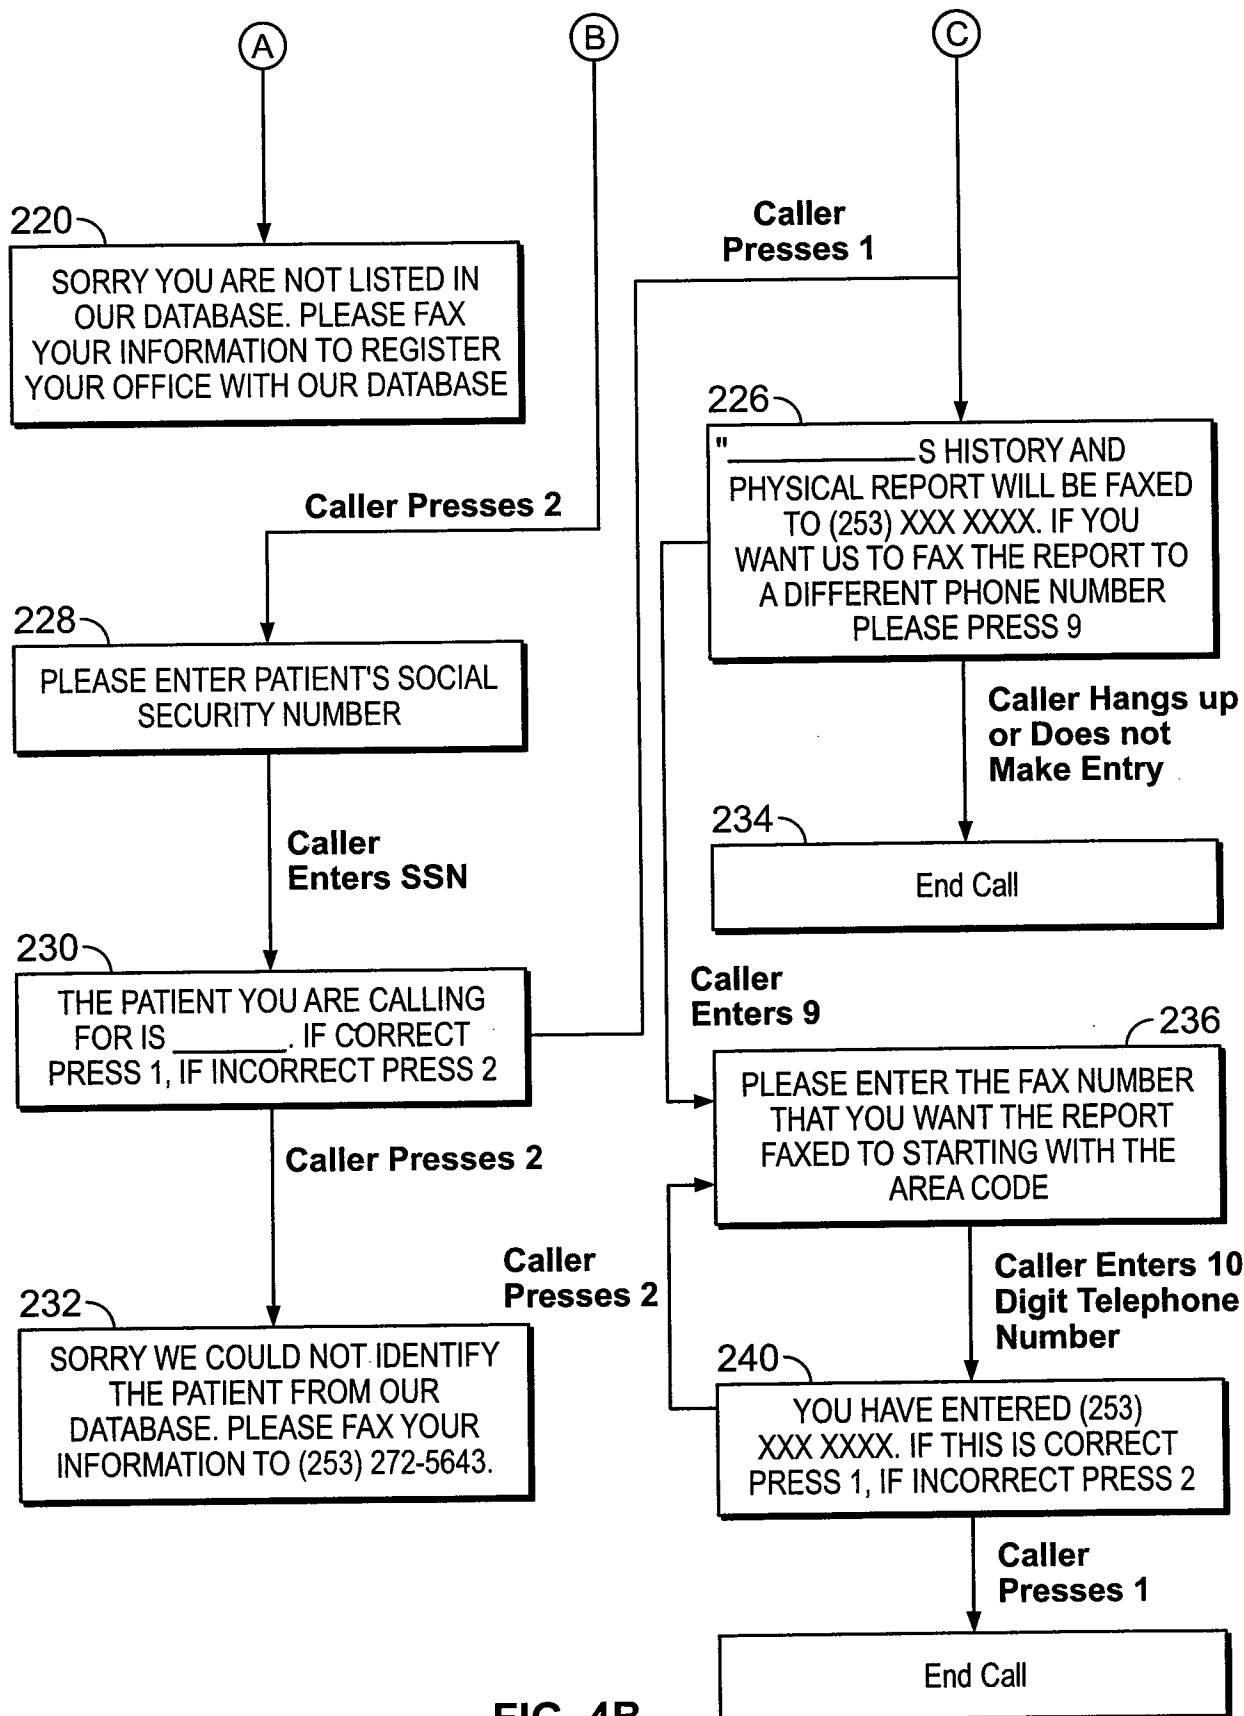 A
B
C
220
SORRY YOU ARE NOT LISTED IN
OUR DATABASE. PLEASE FAX
YOUR INFORMATION TO REGISTER
YOUR OFFICE WITH OUR DATABASE
Caller Presses 2
228
PLEASE ENTER PATIENT'S SOCIAL
SECURITY NUMBER
Caller
Enters SSN
230
THE PATIENT YOU ARE CALLING
FOR IS _______. IF CORRECT
PRESS 1, IF INCORRECT PRESS 2
Caller Presses 2
232
SORRY WE COULD NOT IDENTIFY
THE PATIENT FROM OUR
DATABASE. PLEASE FAX YOUR
INFORMATION TO (253) 272-5643.
Caller
Presses 1
226
"____________S HISTORY AND
PHYSICAL REPORT WILL BE FAXED
TO (253) XXX XXXX. IF YOU
WANT US TO FAX THE REPORT TO
A DIFFERENT PHONE NUMBER
PLEASE PRESS 9
Caller Hangs up
or Does not
Make Entry
234
End Call
Caller
Enters 9
236
PLEASE ENTER THE FAX NUMBER
THAT YOU WANT THE REPORT
FAXED TO STARTING WITH THE
AREA CODE
Caller
Presses 2
Caller Enters 10
Digit Telephone
Number
240
YOU HAVE ENTERED (253)
XXX XXXX. IF THIS IS CORRECT
PRESS 1, IF INCORRECT PRESS 2
Caller
Presses 1
End Call
FIG. 4B